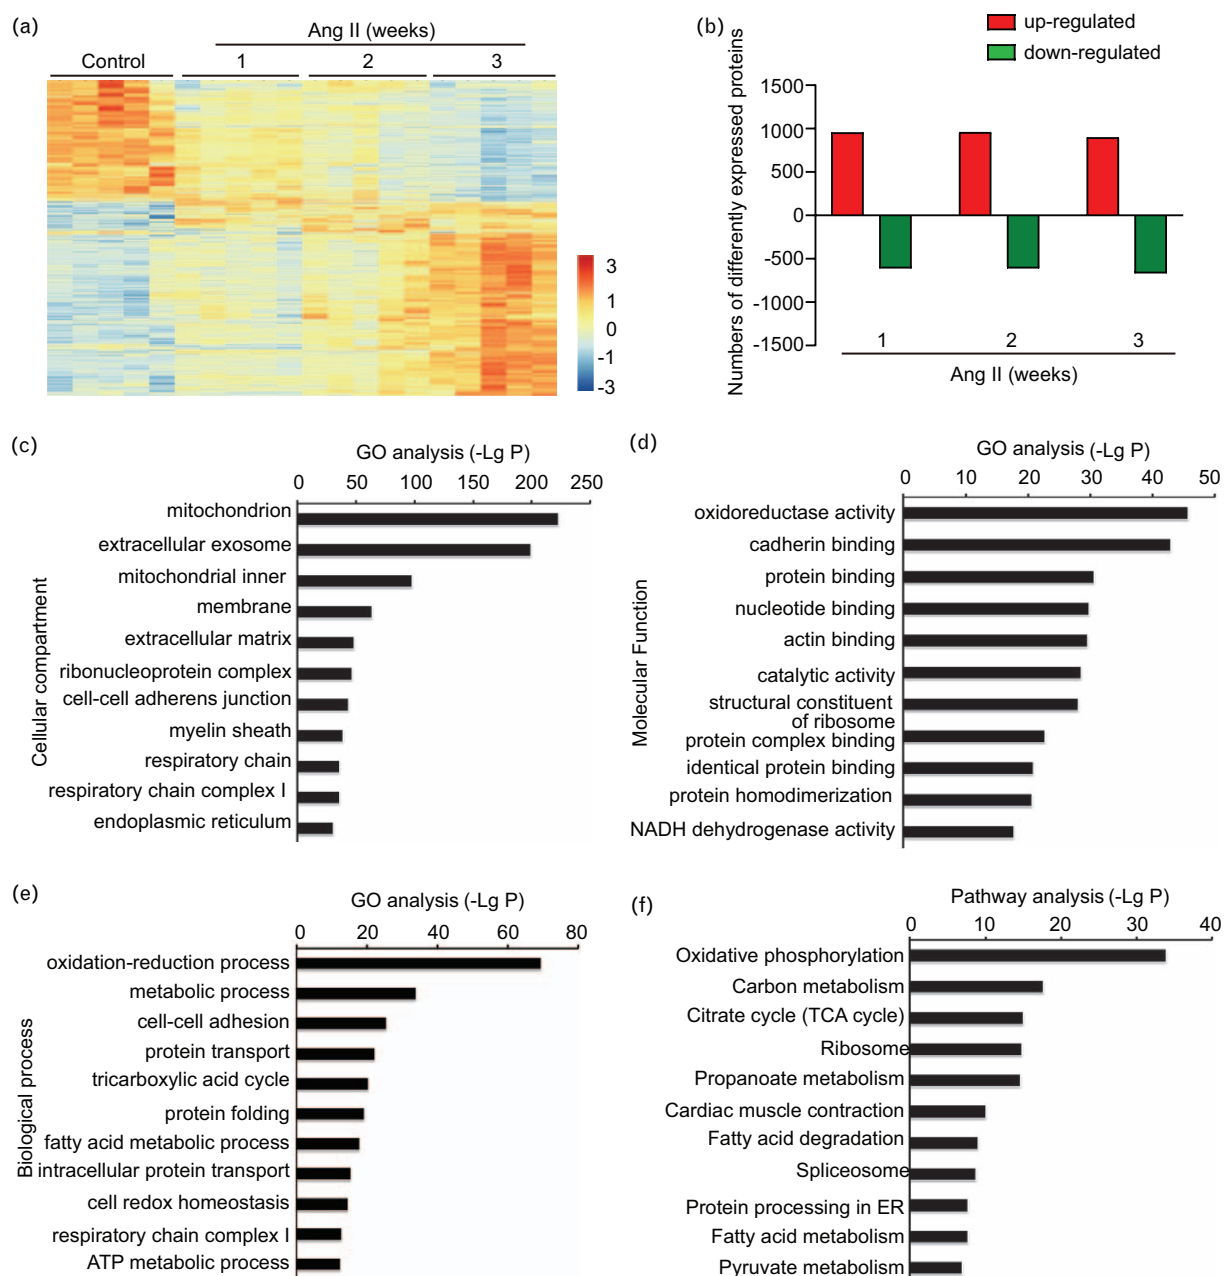 (a)
Ang II (weeks)
Control
1
2
3
3
1
0
-1
-3
(b)
up-regulated
down-regulated
Numbers of differently expressed proteins
1500
1000
500
0
-500
-1000
-1500
1
2
3
Ang II (weeks)
(c)
GO analysis (-Lg P)
0 50 100 150 200 250
Cellular compartment
mitochondrion
extracellular exosome
mitochondrial inner
membrane
extracellular matrix
ribonucleoprotein complex
cell-cell adherens junction
myelin sheath
respiratory chain
respiratory chain complex I
endoplasmic reticulum
(d)
GO analysis (-Lg P)
0 10 20 30 40 50
Molecular Function
oxidoreductase activity
cadherin binding
protein binding
nucleotide binding
actin binding
catalytic activity
structural constituent
of ribosome
protein complex binding
identical protein binding
protein homodimerization
NADH dehydrogenase activity
(e)
GO analysis (-Lg P)
0 20 40 60 80
Biological process
oxidation-reduction process
metabolic process
cell-cell adhesion
protein transport
tricarboxylic acid cycle
protein folding
fatty acid metabolic process
intracellular protein transport
cell redox homeostasis
respiratory chain complex I
ATP metabolic process
(f)
Pathway analysis (-Lg P)
0 10 20 30 40
Oxidative phosphorylation
Carbon metabolism
Citrate cycle (TCA cycle)
Ribosome
Propanoate metabolism
Cardiac muscle contraction
Fatty acid degradation
Spliceosome
Protein processing in ER
Fatty acid metabolism
Pyruvate metabolism